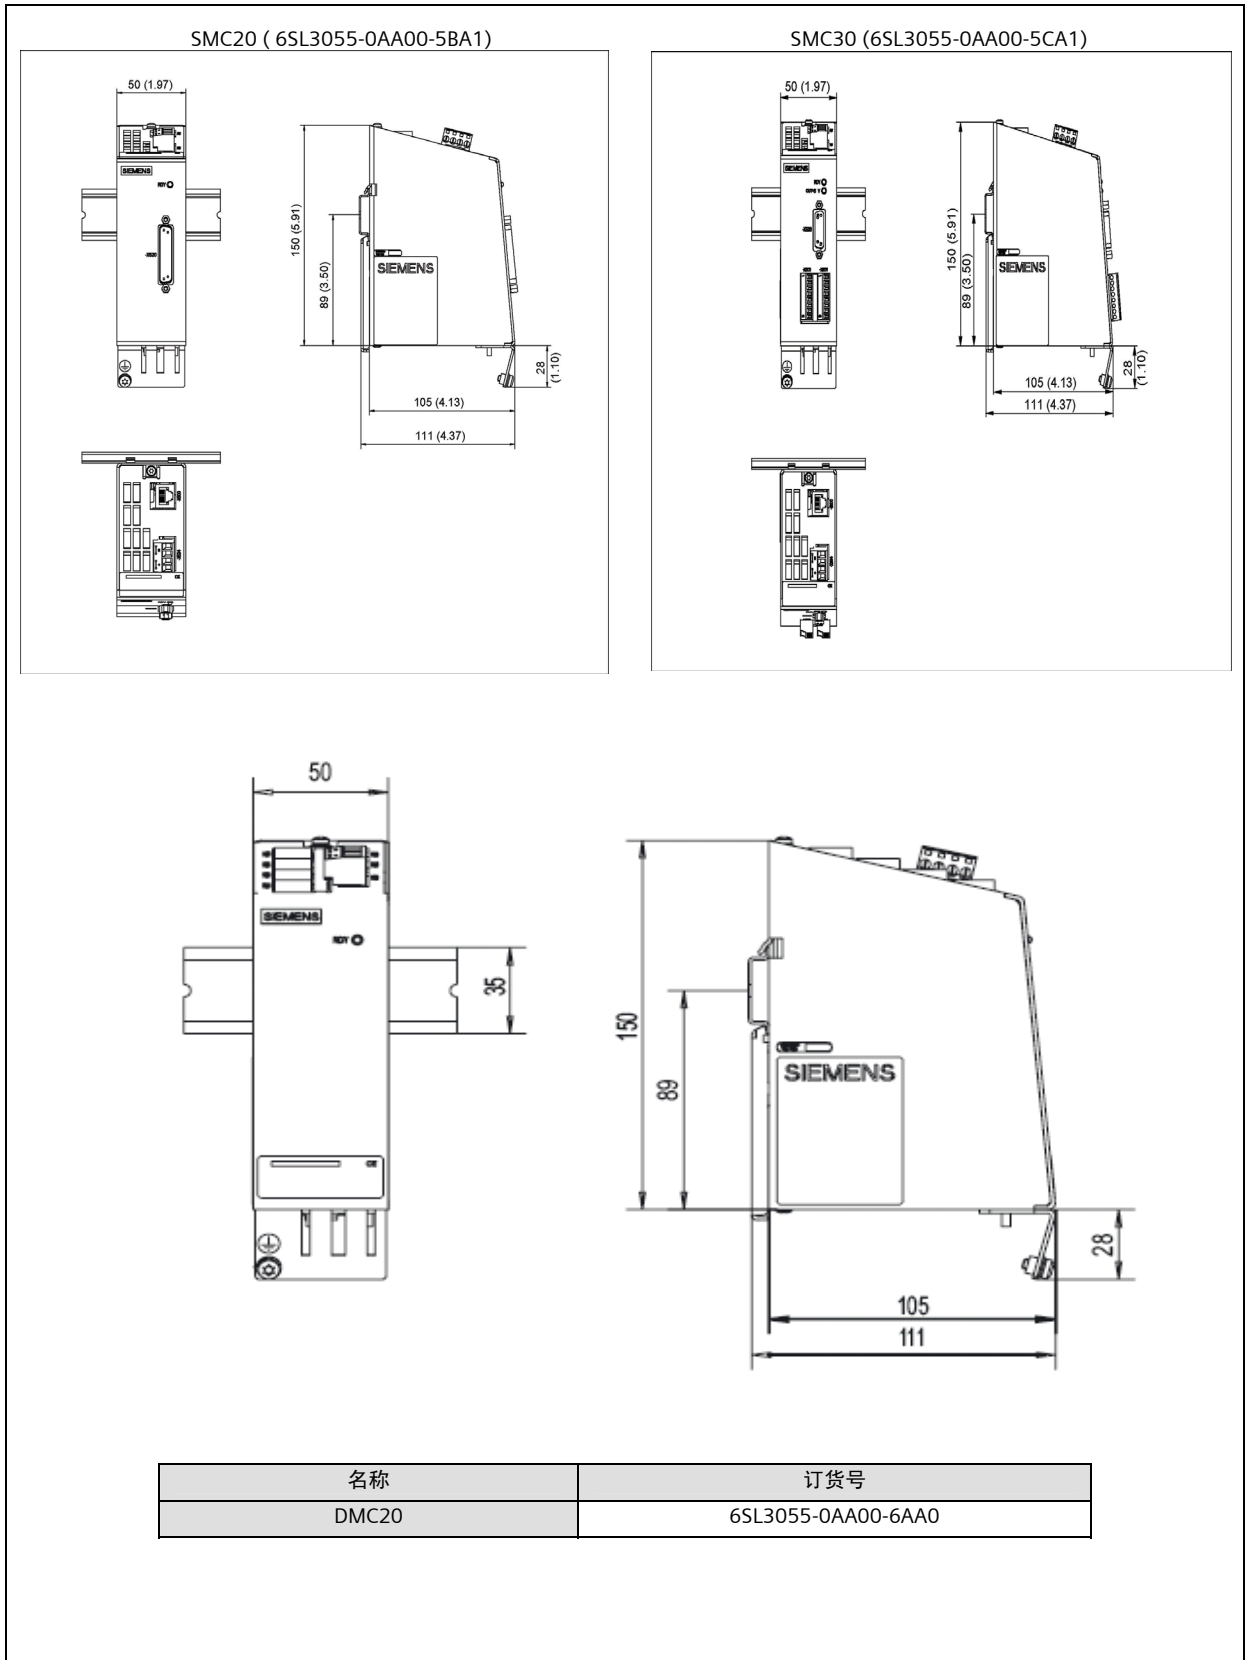 SMC20 ( 6SL3055-0AA00-5BA1)
50 (1.97)
SIEMENS
RDY
-X520
150 (5.91)
89 (3.50)
SIEMENS
28
(1.10)
105 (4.13)
111 (4.37)
SMC30 (6SL3055-0AA00-5CA1)
50 (1.97)
SIEMENS
RDY
150 (5.91)
89 (3.50)
SIEMENS
28
(1.10)
105 (4.13)
111 (4.37)
50
SIEMENS
RDY
35
150
89
SIEMENS
28
105
111
名称 订货号
DMC20 6SL3055-0AA00-6AA0